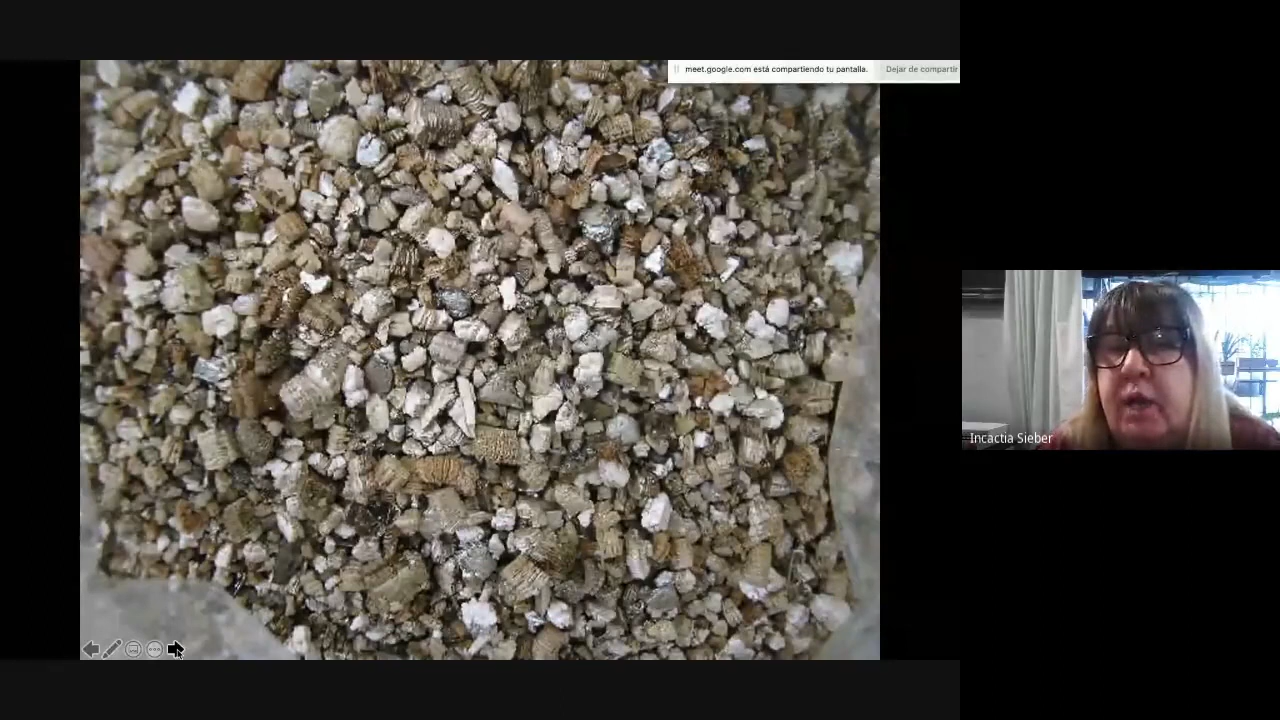 meet.google.com está compartiendo tu pantalla.
Dejar de compartir
Incactia Sieber